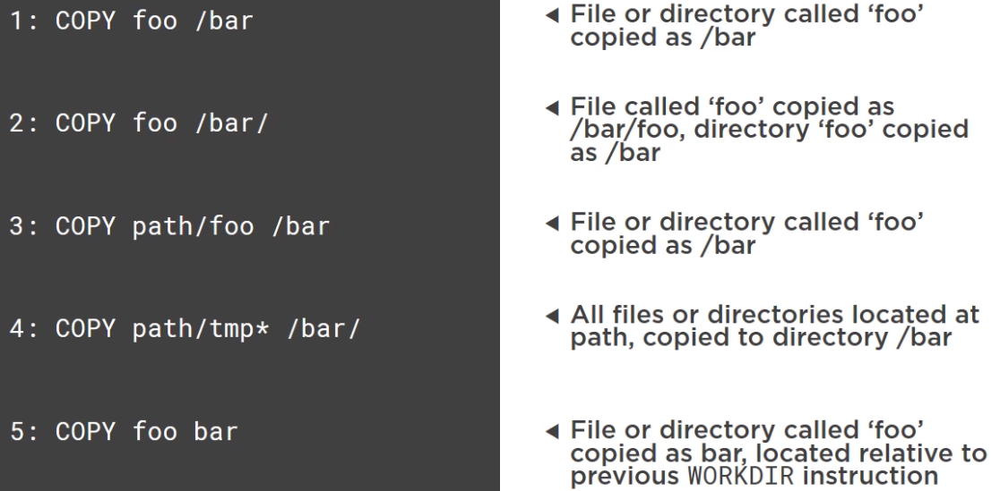 1: COPY foo /bar
◀ File or directory called ‘foo’
copied as /bar
2: COPY foo /bar/
◀ File called ‘foo’ copied as
/bar/foo, directory ‘foo’ copied
as /bar
3: COPY path/foo /bar
◀ File or directory called ‘foo’
copied as /bar
4: COPY path/tmp* /bar/
◀ All files or directories located at
path, copied to directory /bar
5: COPY foo bar
◀ File or directory called ‘foo’
copied as bar, located relative to
previous WORKDIR instruction